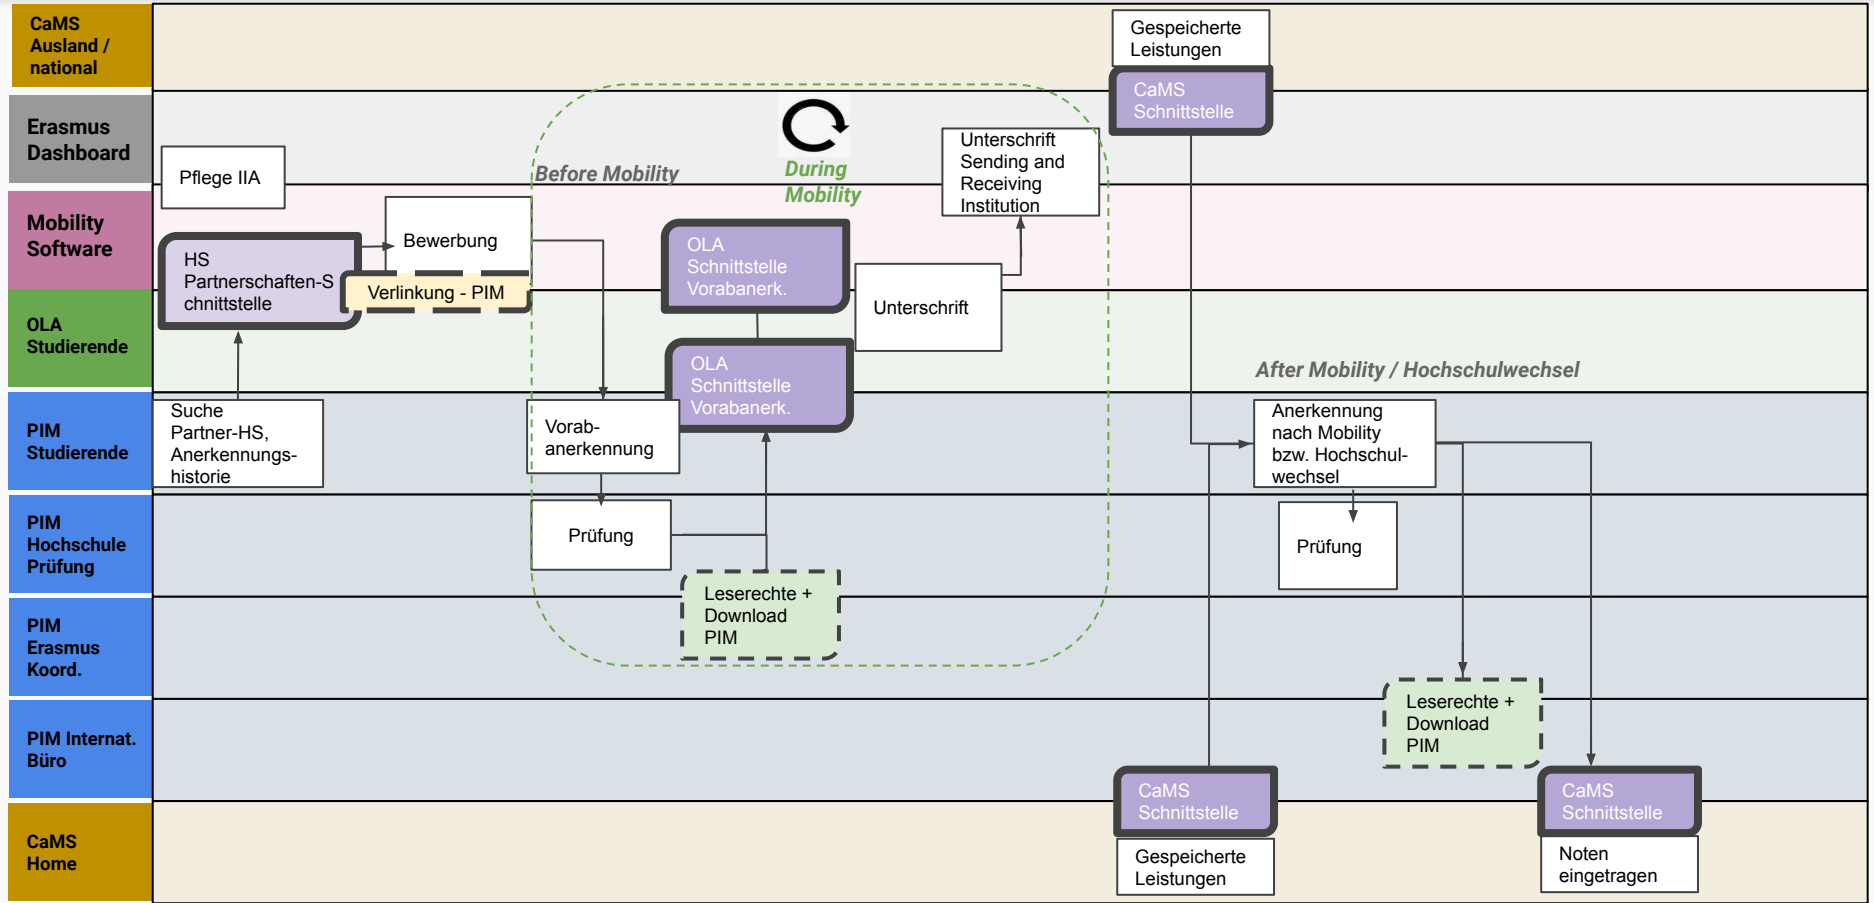 CaMS
Ausland /
national
Gespeicherte
Leistungen
CaMS
Schnittstelle
Erasmus
Dashboard
Pflege IIA
Before Mobility
During
Mobility
Unterschrift
Sending and
Receiving
Institution
Mobility
Software
HS
Partnerschaften-S
chnittstelle
Bewerbung
Verlinkung - PIM
OLA
Schnittstelle
Vorabanerk.
Unterschrift
OLA
Studierende
OLA
Schnittstelle
Vorabanerk.
After Mobility / Hochschulwechsel
PIM
Studierende
Suche
Partner-HS,
Anerkennungs-
historie
Vorab-
anerkennung
Anerkennung
nach Mobility
bzw. Hochschul-
wechsel
PIM
Hochschule
Prüfung
Prüfung
Prüfung
PIM
Erasmus
Koord.
Leserechte +
Download
PIM
PIM Internat.
Büro
Leserechte +
Download
PIM
CaMS
Schnittstelle
CaMS
Schnittstelle
CaMS
Home
Gespeicherte
Leistungen
Noten
eingetragen